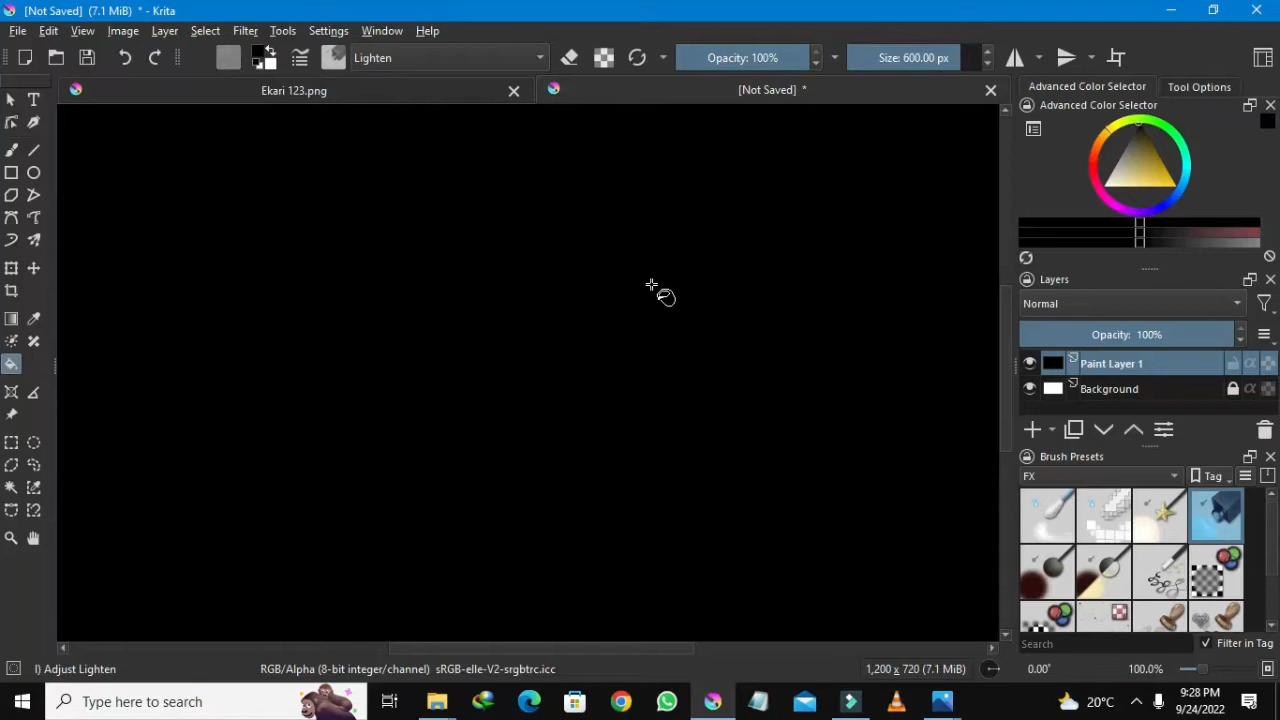 [Not Saved] (7.1 MiB) * - Krita
File Edit View Image Layer Select Filter Tools Settings Window Help
Lighten Opacity: 100% Size: 600.00 px
Ekari 123.png [Not Saved] *
Advanced Color Selector Tool Options
Advanced Color Selector
Layers
Normal
Opacity: 100%
Paint Layer 1
Background
Brush Presets
FX Tag
Search Filter in Tag
I) Adjust Lighten RGB/Alpha (8-bit integer/channel) sRGB-elle-V2-srgbtrc.icc 1,200 x 720 (7.1 MiB) 0.00° 100.0%
Type here to search 20°C 9:28 PM
9/24/2022